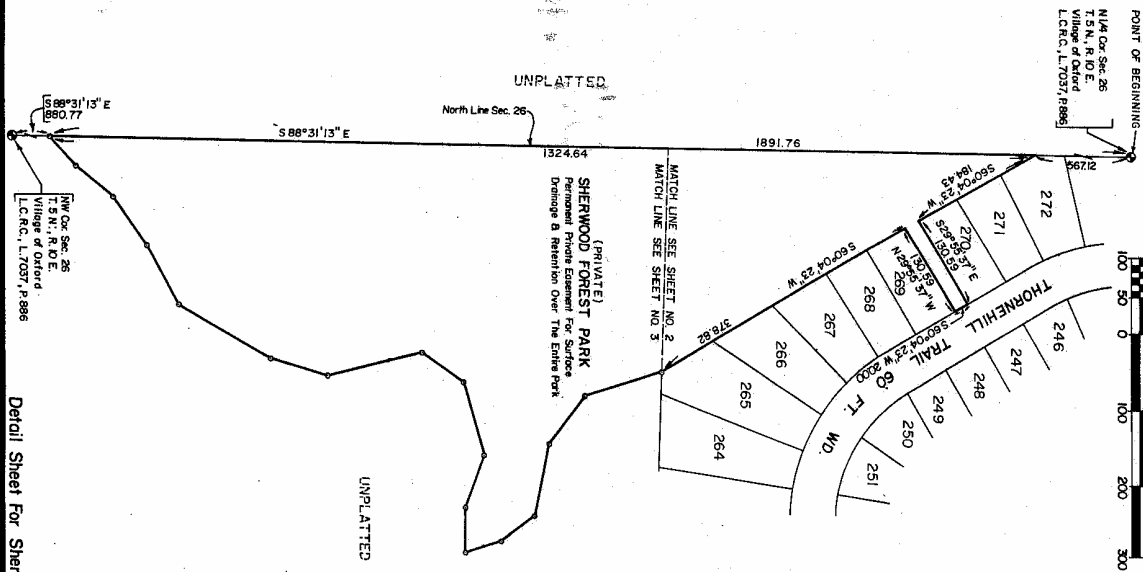 POINT OF BEGINNING
N 1/4 Cor. Sec. 26
T. 5 N., R. 10 E.
Village of Oxford
L.C.R.C., L.7037, P.886
UNPLATTED
S 88°31'13" E
880.77
North Line Sec. 26
S 88°31'13" E
1324.64
1891.76
567.12
NW Cor. Sec. 26
T. 5 N., R. 10 E.
Village of Oxford
L.C.R.C., L.7037, P.886
(PRIVATE)
SHERWOOD FOREST PARK
Permanent Private Easement For Surface
Drainage & Retention Over The Entire Park
MATCH LINE SEE SHEET NO. 2
MATCH LINE SEE SHEET NO. 3
S60°04'23"W
184.43
S29°55'37"E
130.59
N29°55'37"W
130.59
S60°04'23"W 20.00
S60°04'23"W
378.82
272
271
270
269
268
267
266
265
264
THORNEHILL TRAIL 60 FT. WD.
246
247
248
249
250
251
UNPLATTED
100
50
0
100
200
300
Detail Sheet For Sher